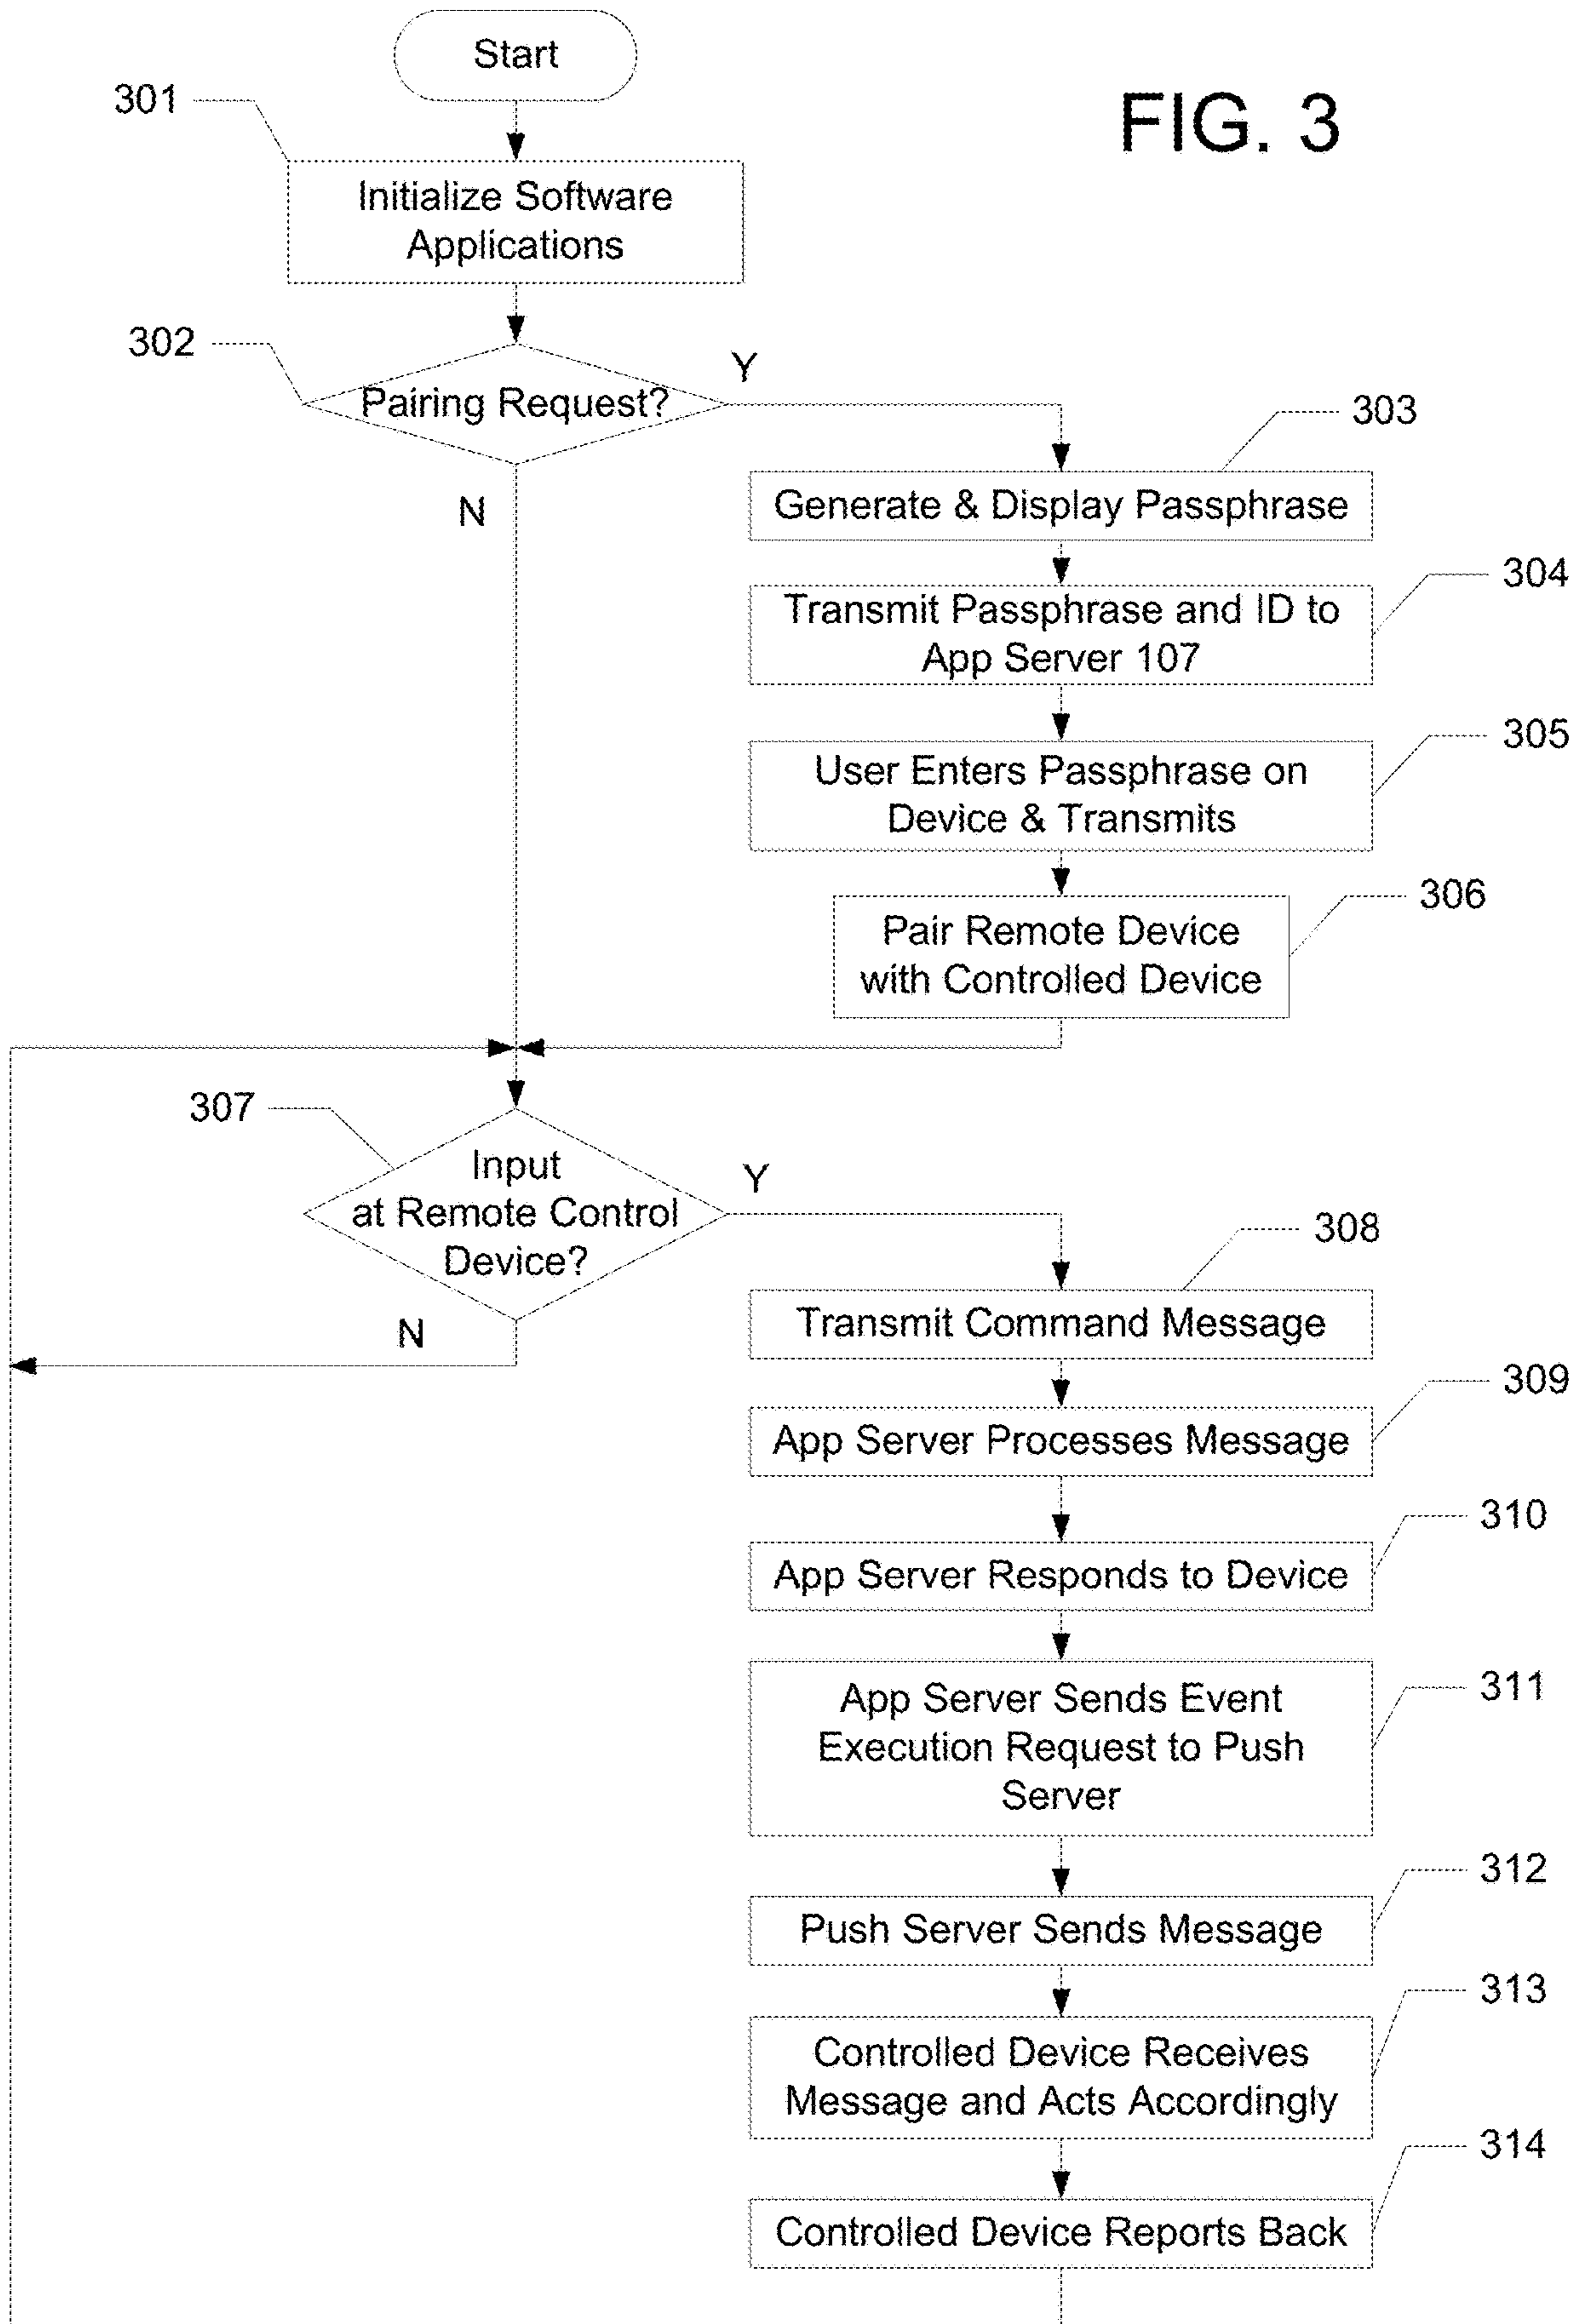 Start
FIG. 3
301
Initialize Software
Applications
302
Pairing Request?
Y
N
303
Generate & Display Passphrase
304
Transmit Passphrase and ID to
App Server 107
305
User Enters Passphrase on
Device & Transmits
306
Pair Remote Device
with Controlled Device
307
Input
at Remote Control
Device?
Y
N
308
Transmit Command Message
309
App Server Processes Message
310
App Server Responds to Device
311
App Server Sends Event
Execution Request to Push
Server
312
Push Server Sends Message
313
Controlled Device Receives
Message and Acts Accordingly
314
Controlled Device Reports Back